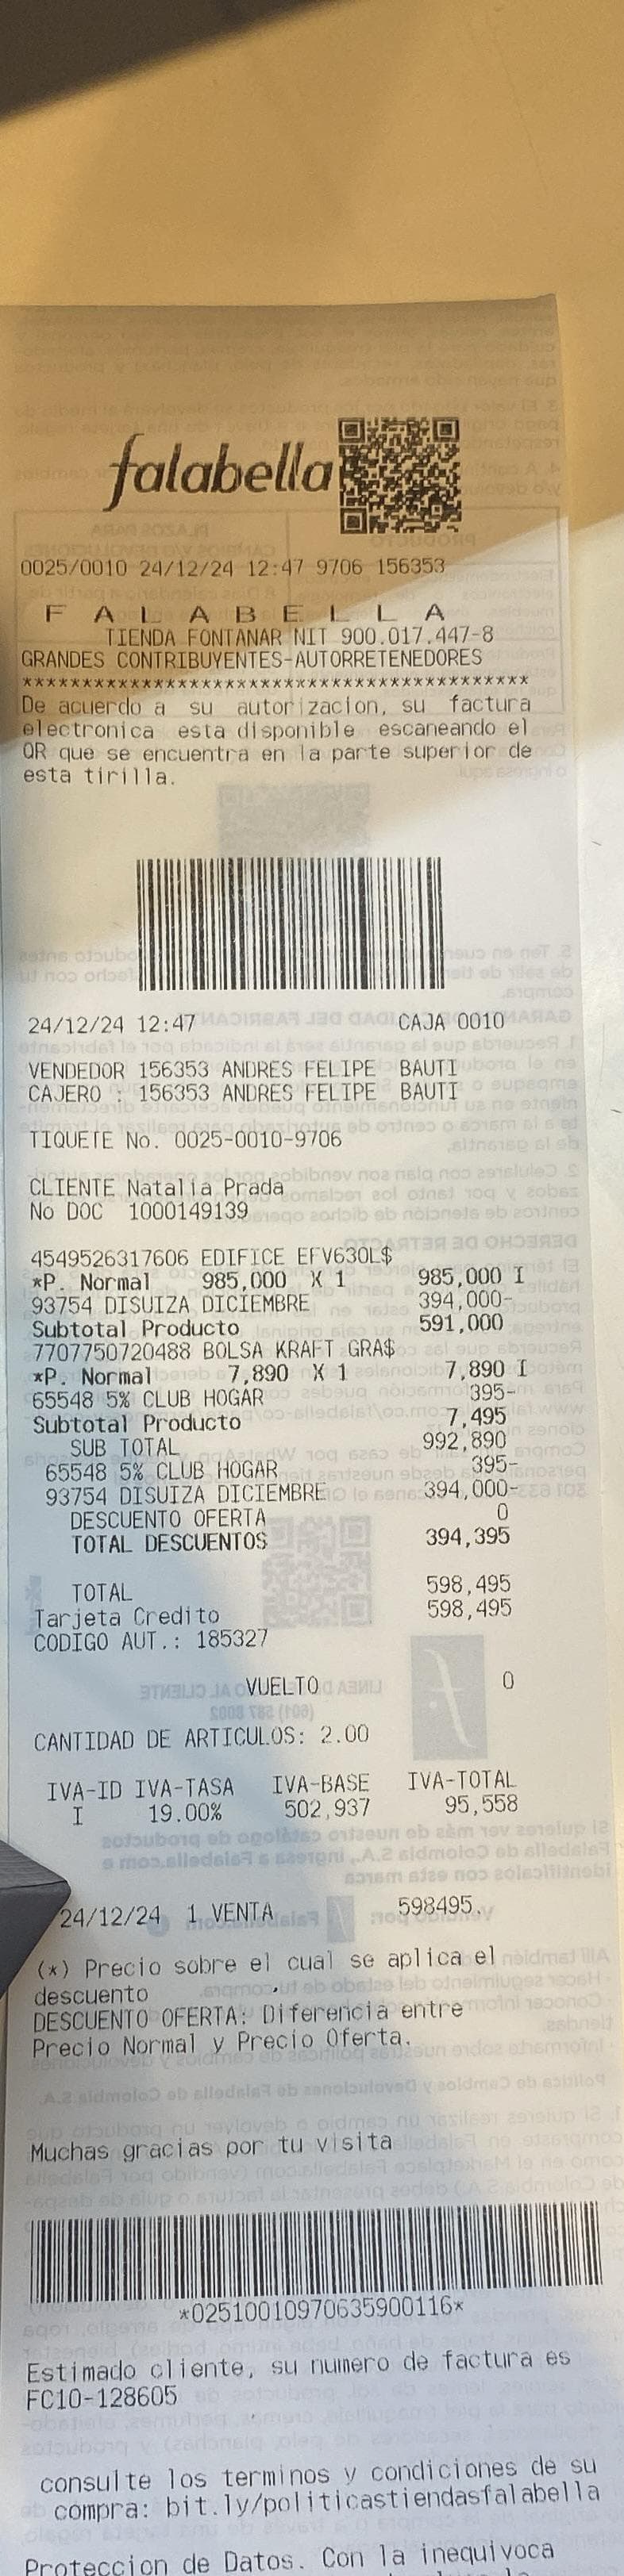 falabella
0025/0010 24/12/24 12:47 9706 156353
F A L A B E L L A
TIENDA FONTANAR NIT 900.017.447-8
GRANDES CONTRIBUYENTES-AUTORRETENEDORES
*******************************************
De acuerdo a su autorizacion, su factura
electronica esta disponible escaneando el
QR que se encuentra en la parte superior de
esta tirilla.
24/12/24 12:47 CAJA 0010
VENDEDOR 156353 ANDRES FELIPE BAUTI
CAJERO : 156353 ANDRES FELIPE BAUTI
TIQUETE No. 0025-0010-9706
CLIENTE Natalia Prada
No DOC 1000149139
4549526317606 EDIFICE EFV630L$
*P. Normal 985,000 X 1 985,000 I
93754 DISUIZA DICIEMBRE 394,000-
Subtotal Producto 591,000
7707750720488 BOLSA KRAFT GRA$
*P. Normal 7,890 X 1 7,890 I
65548 5% CLUB HOGAR 395-
Subtotal Producto 7,495
SUB TOTAL 992,890
65548 5% CLUB HOGAR 395-
93754 DISUIZA DICIEMBRE 394,000-
DESCUENTO OFERTA 0
TOTAL DESCUENTOS 394,395
TOTAL 598,495
Tarjeta Credito 598,495
CODIGO AUT.: 185327
VUELTO 0
CANTIDAD DE ARTICULOS: 2.00
IVA-ID IVA-TASA IVA-BASE IVA-TOTAL
I 19.00% 502,937 95,558
24/12/24 1 VENTA 598495.
(*) Precio sobre el cual se aplica el
descuento
DESCUENTO OFERTA: Diferencia entre
Precio Normal y Precio Oferta.
Muchas gracias por tu visita
*02510010970635900116*
Estimado cliente, su numero de factura es
FC10-128605
consulte los terminos y condiciones de su
compra: bit.ly/politicastiendasfalabella
Proteccion de Datos. Con la inequivoca